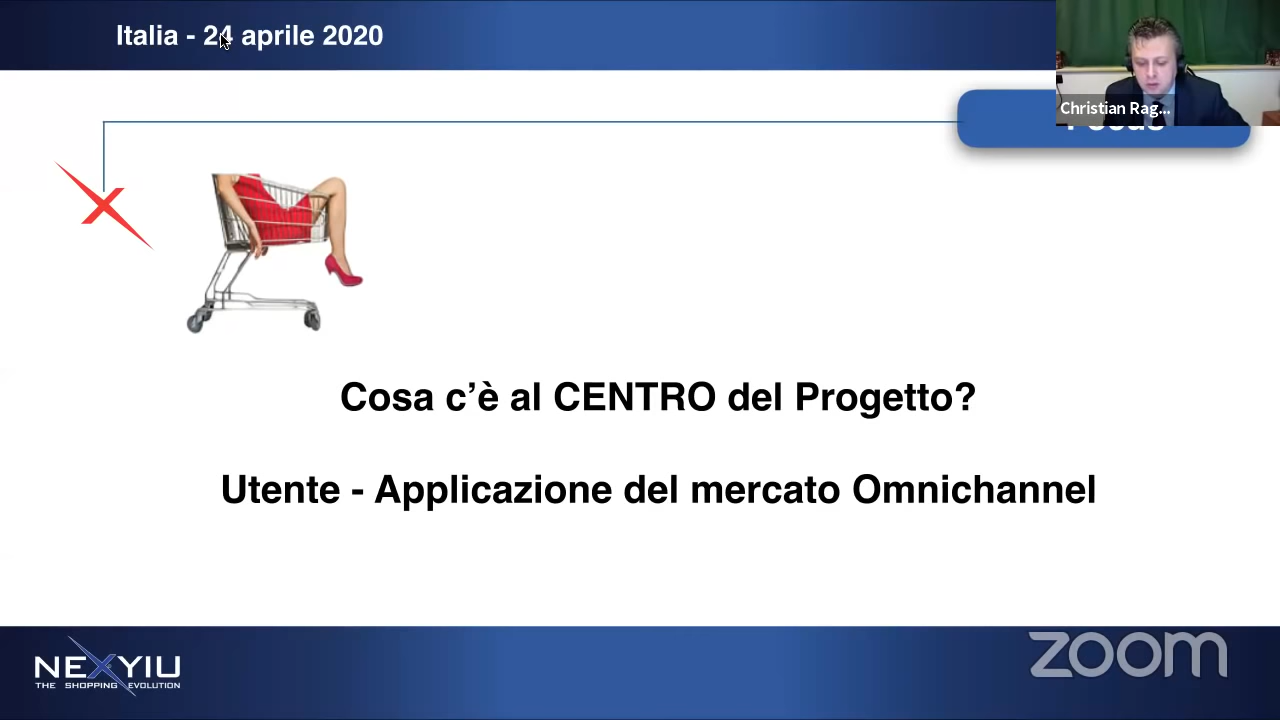 Italia - 24 aprile 2020
Christian Rag...
Focus
Cosa c’è al CENTRO del Progetto?
Utente - Applicazione del mercato Omnichannel
NEXYIU
THE SHOPPING EVOLUTION
zoom